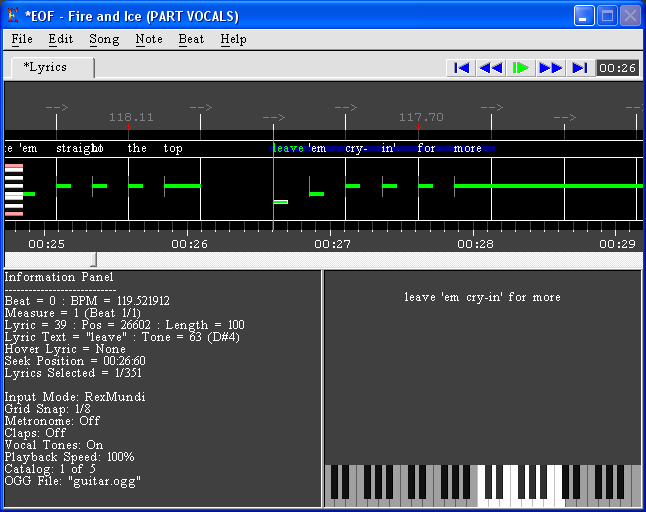 *EOF - Fire and Ice (PART VOCALS)
File Edit Song Note Beat Help
*Lyrics 00:26
--> --> --> --> --> --> -->
118.11 117.70
'em straight to the top leave 'em cry- in' for more
00:25 00:26 00:27 00:28 00:29
Information Panel
----------------------------
Beat = 0 : BPM = 119.521912
Measure = 1 (Beat 1/1)
Lyric = 39 : Pos = 26602 : Length = 100
Lyric Text = "leave" : Tone = 63 (D#4)
Hover Lyric = None
Seek Position = 00:26:60
Lyrics Selected = 1/351
Input Mode: RexMundi
Grid Snap: 1/8
Metronome: Off
Claps: Off
Vocal Tones: On
Playback Speed: 100%
Catalog: 1 of 5
OGG File: "guitar.ogg"
leave 'em cry-in' for more